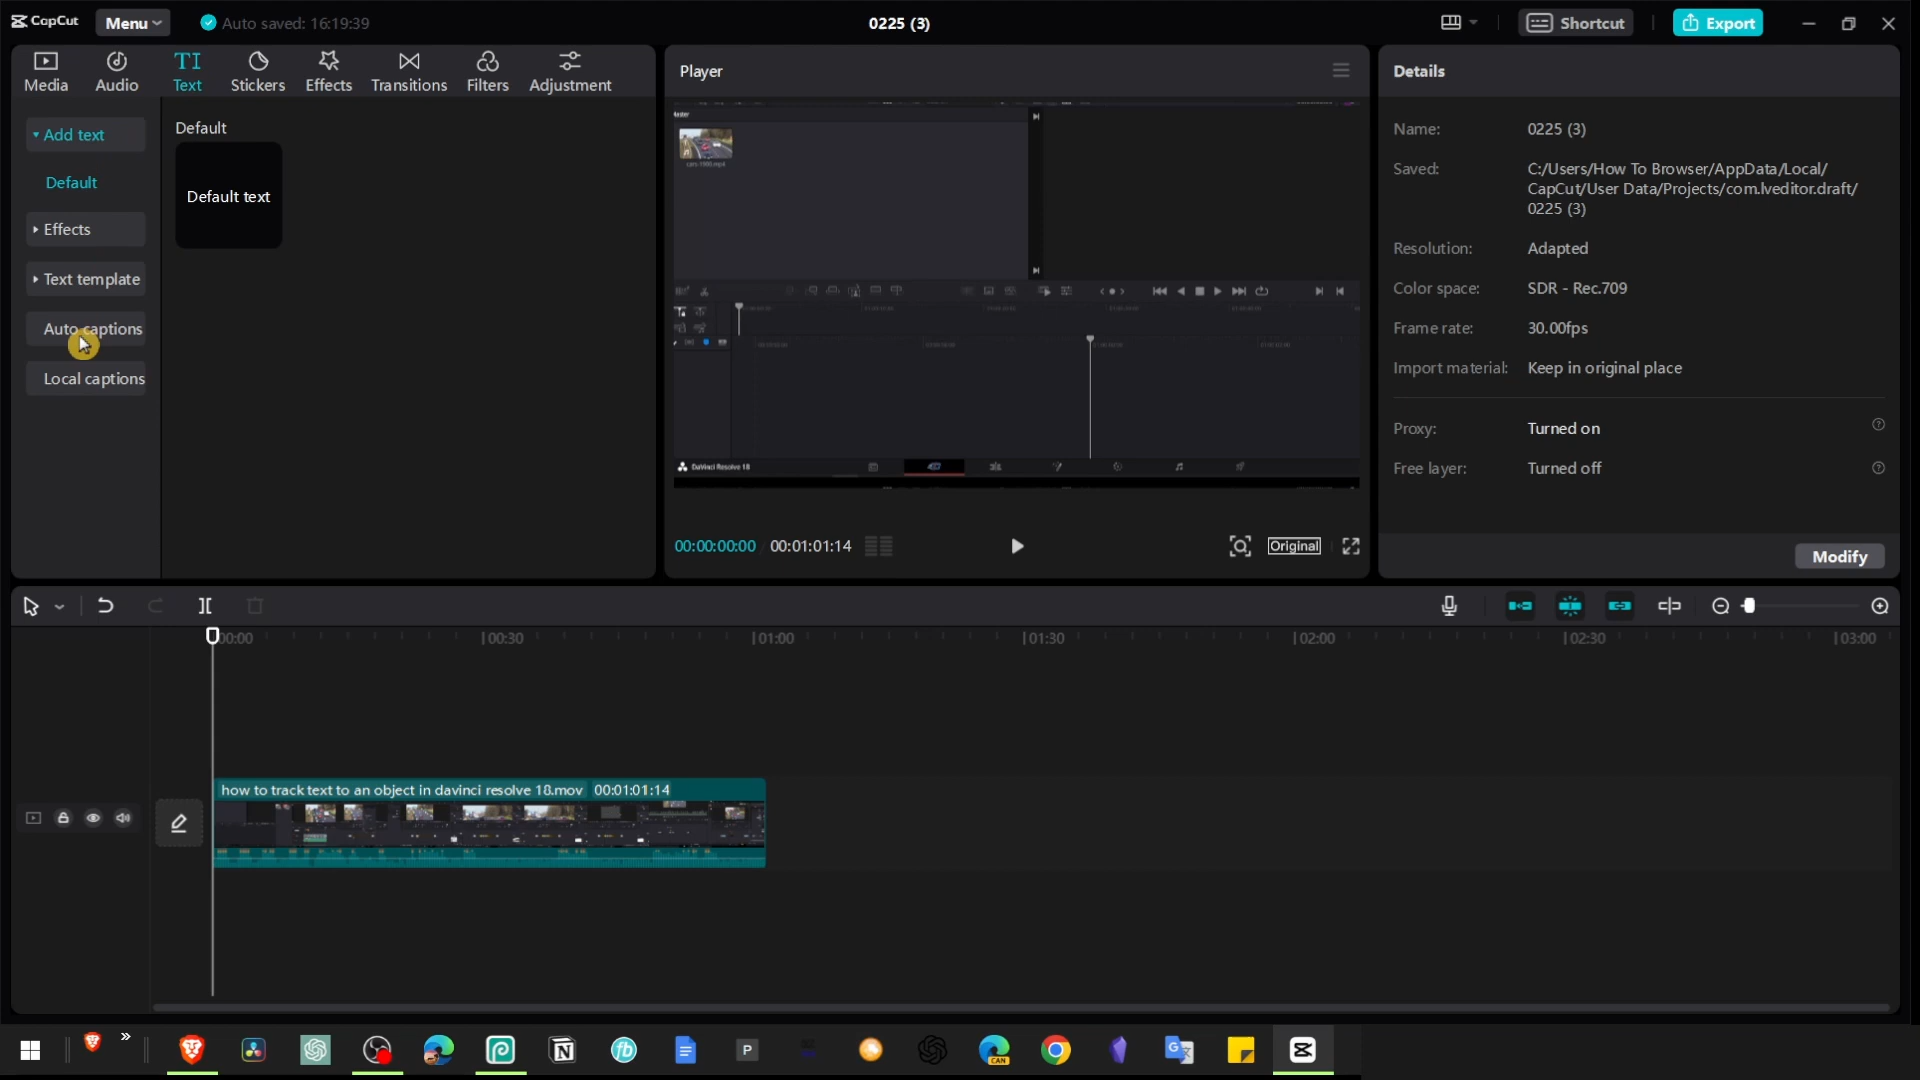 CapCut
Menu
Auto saved: 16:19:39
0225 (3)
Shortcut
Export
Media
Audio
TI
Text
Stickers
Effects
Transitions
Filters
Adjustment
Add text
Default
Effects
Text template
Auto captions
Local captions
Default
Default text
Player
DaVinci Resolve 18
00:00:00:00
00:01:01:14
Original
Details
Name: 0225 (3)
Saved: C:/Users/How To Browser/AppData/Local/
CapCut/User Data/Projects/com.lveditor.draft/
0225 (3)
Resolution: Adapted
Color space: SDR - Rec.709
Frame rate: 30.00fps
Import material: Keep in original place
Proxy: Turned on
Free layer: Turned off
Modify
00:00
00:30
01:00
01:30
02:00
02:30
03:00
how to track text to an object in davinci resolve 18.mov 00:01:01:14
fb
P
CAN